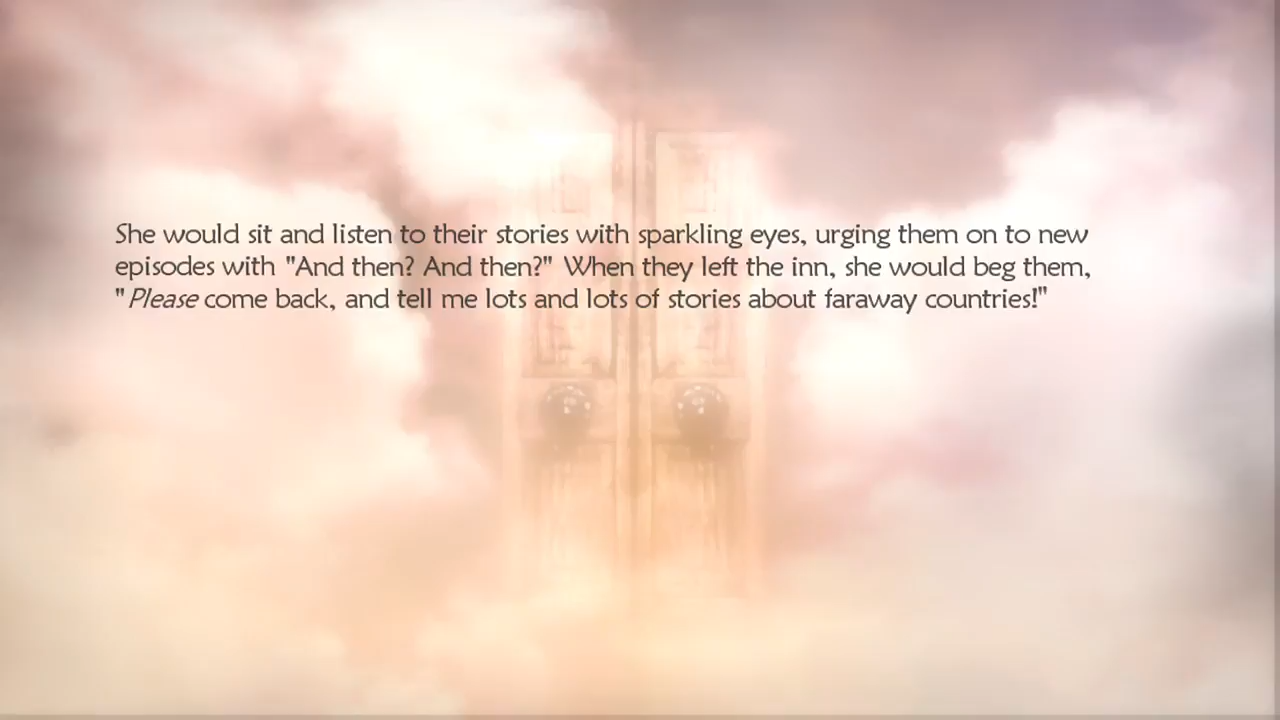 She would sit and listen to their stories with sparkling eyes, urging them on to new
episodes with "And then? And then?" When they left the inn, she would beg them,
"Please come back, and tell me lots and lots of stories about faraway countries!"